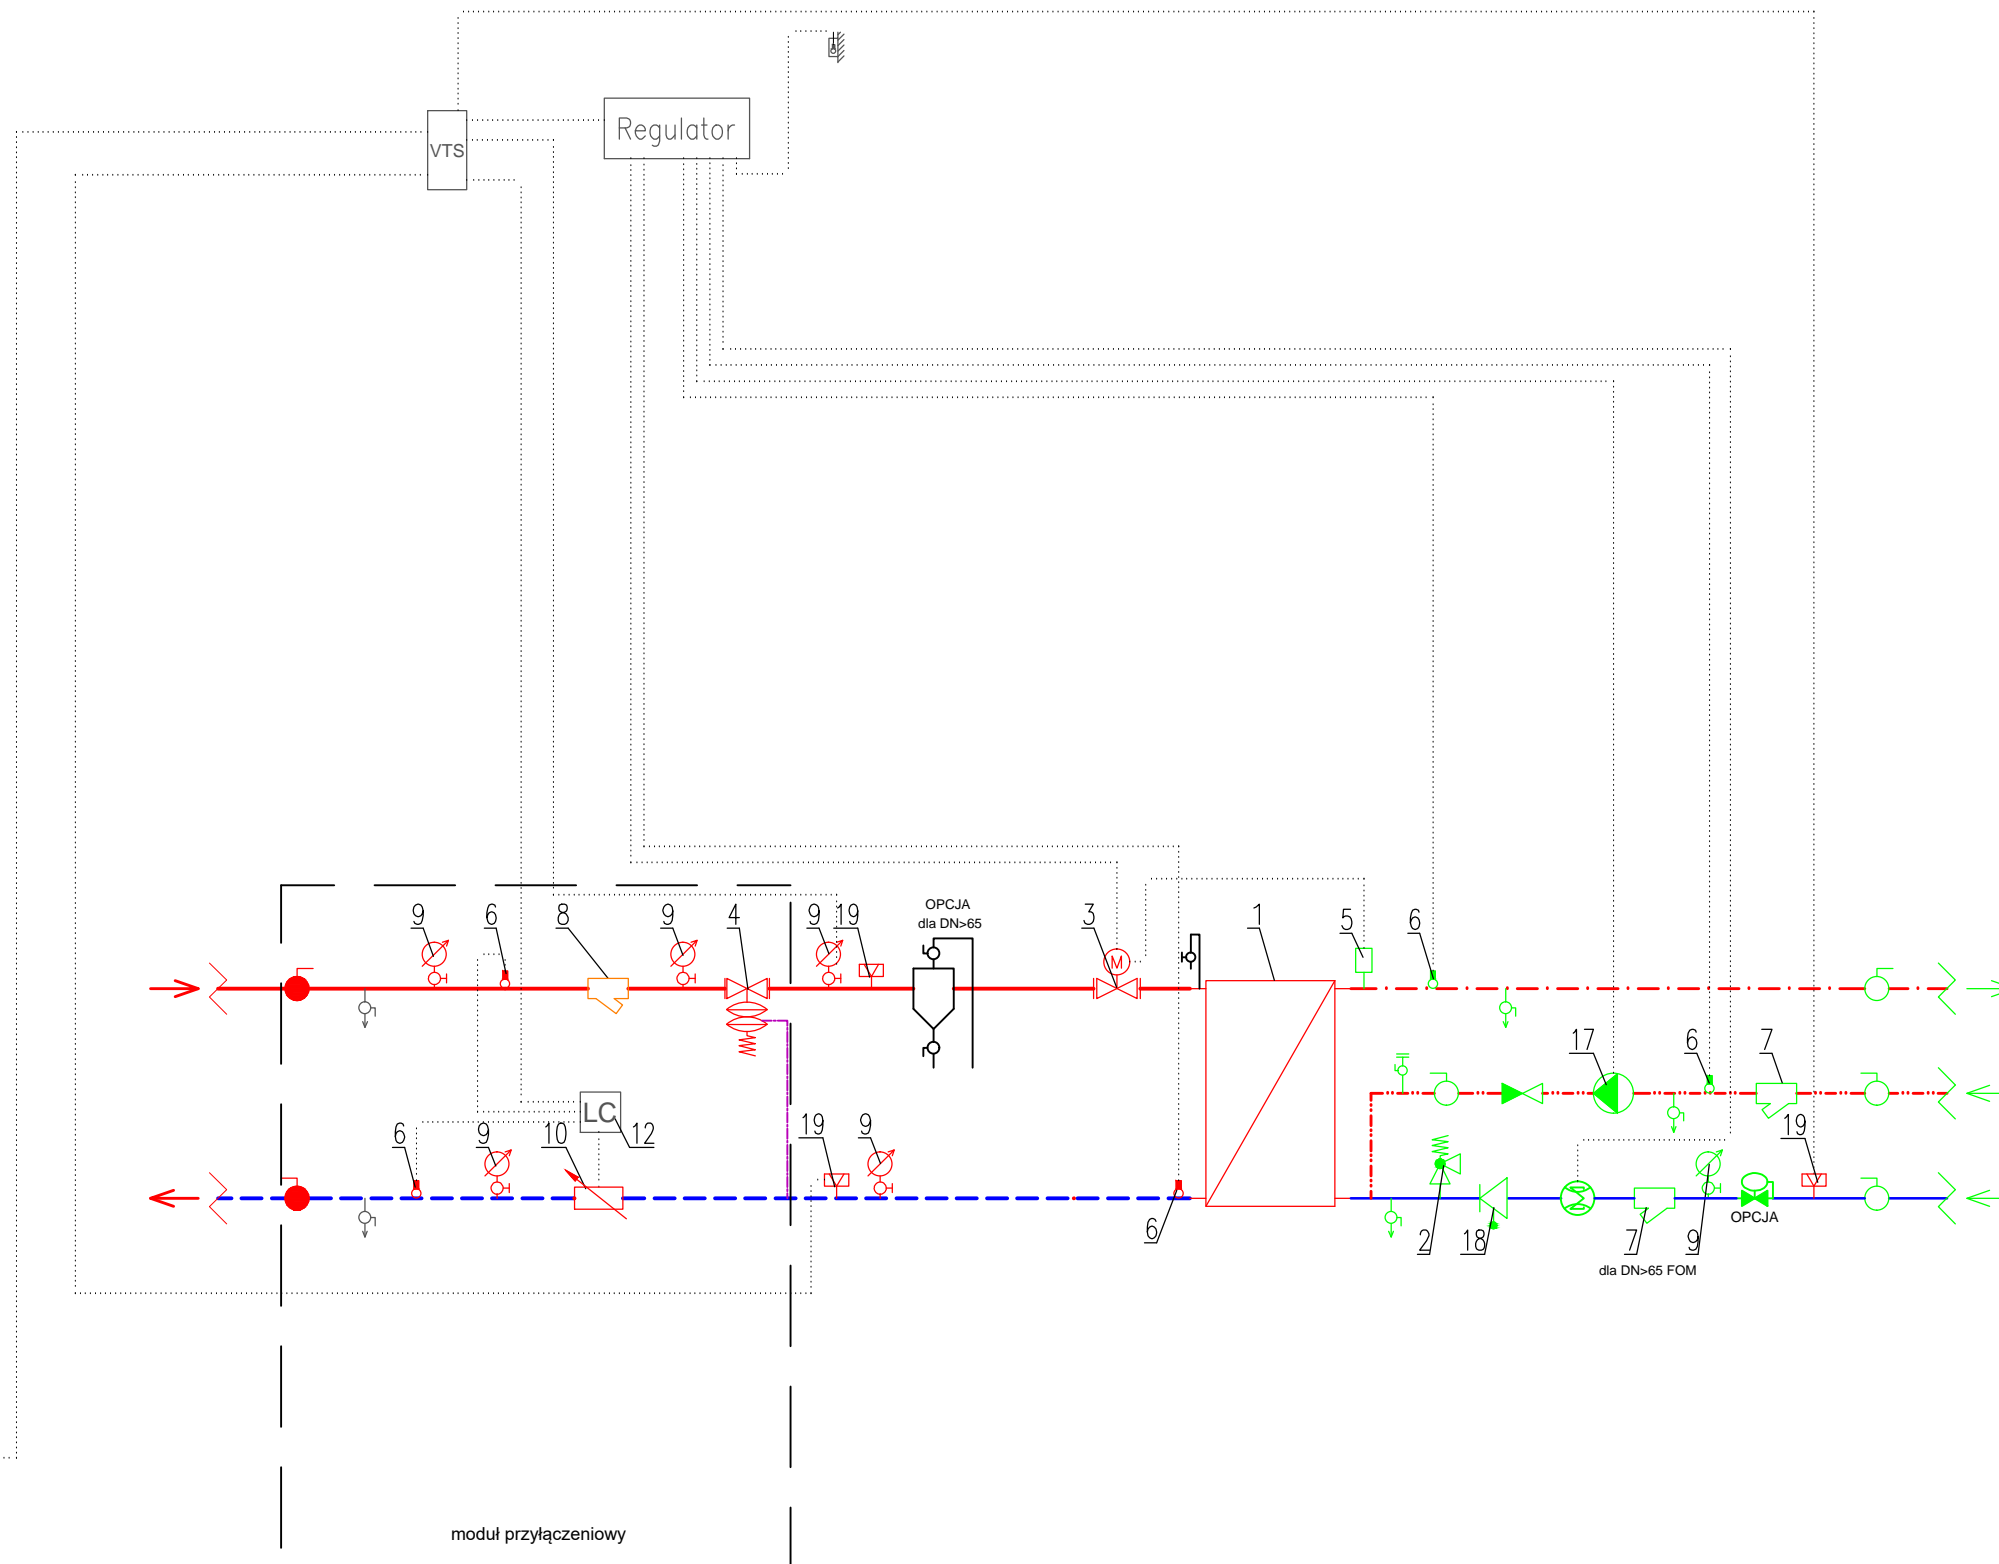 Regulator
VTS
OPCJA
dla DN>65
9 6 8 9 4 9 19 3 1 5 6
M
17 6 7
LC
6 9 10 12 19 9 19
6 2 18 7 9
OPCJA
dla DN>65 FOM
moduł przyłączeniowy